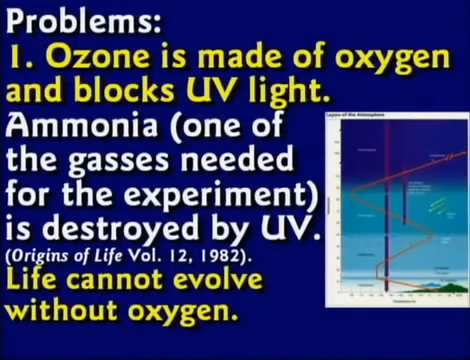 Problems:
1. Ozone is made of oxygen
and blocks UV light.
Ammonia (one of
the gasses needed
for the experiment)
is destroyed by UV.
(Origins of Life Vol. 12, 1982).
Life cannot evolve
without oxygen.
Layers of the Atmosphere